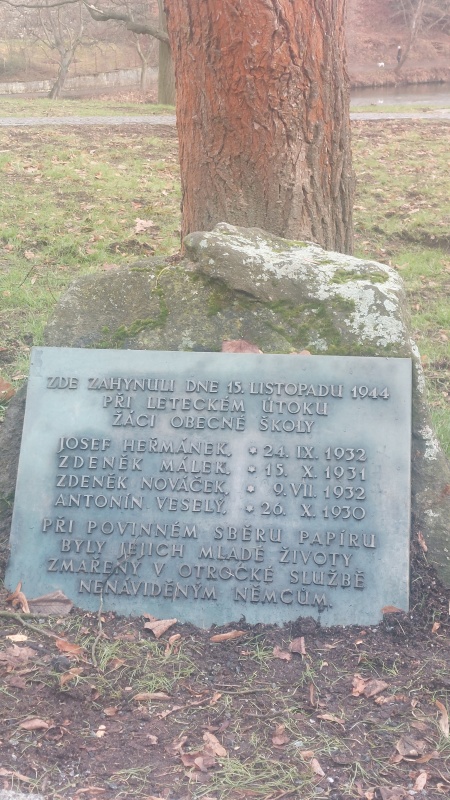 ZDE ZAHYNULI DNE 15. LISTOPADU 1944
PŘI LETECKÉM ÚTOKU
ŽÁCI OBECNÉ ŠKOLY
JOSEF HEŘMÁNEK, * 24. IX. 1932
ZDENĚK MÁLEK, * 15. X. 1931
ZDENĚK NOVÁČEK, * 9. VII. 1932
ANTONÍN VESELÝ, * 26. X. 1930
PŘI POVINNÉM SBĚRU PAPÍRU
BYLY JEJICH MLADÉ ŽIVOTY
ZMAŘENY V OTROCKÉ SLUŽBĚ
NENÁVIDĚNÝM NĚMCŮM.